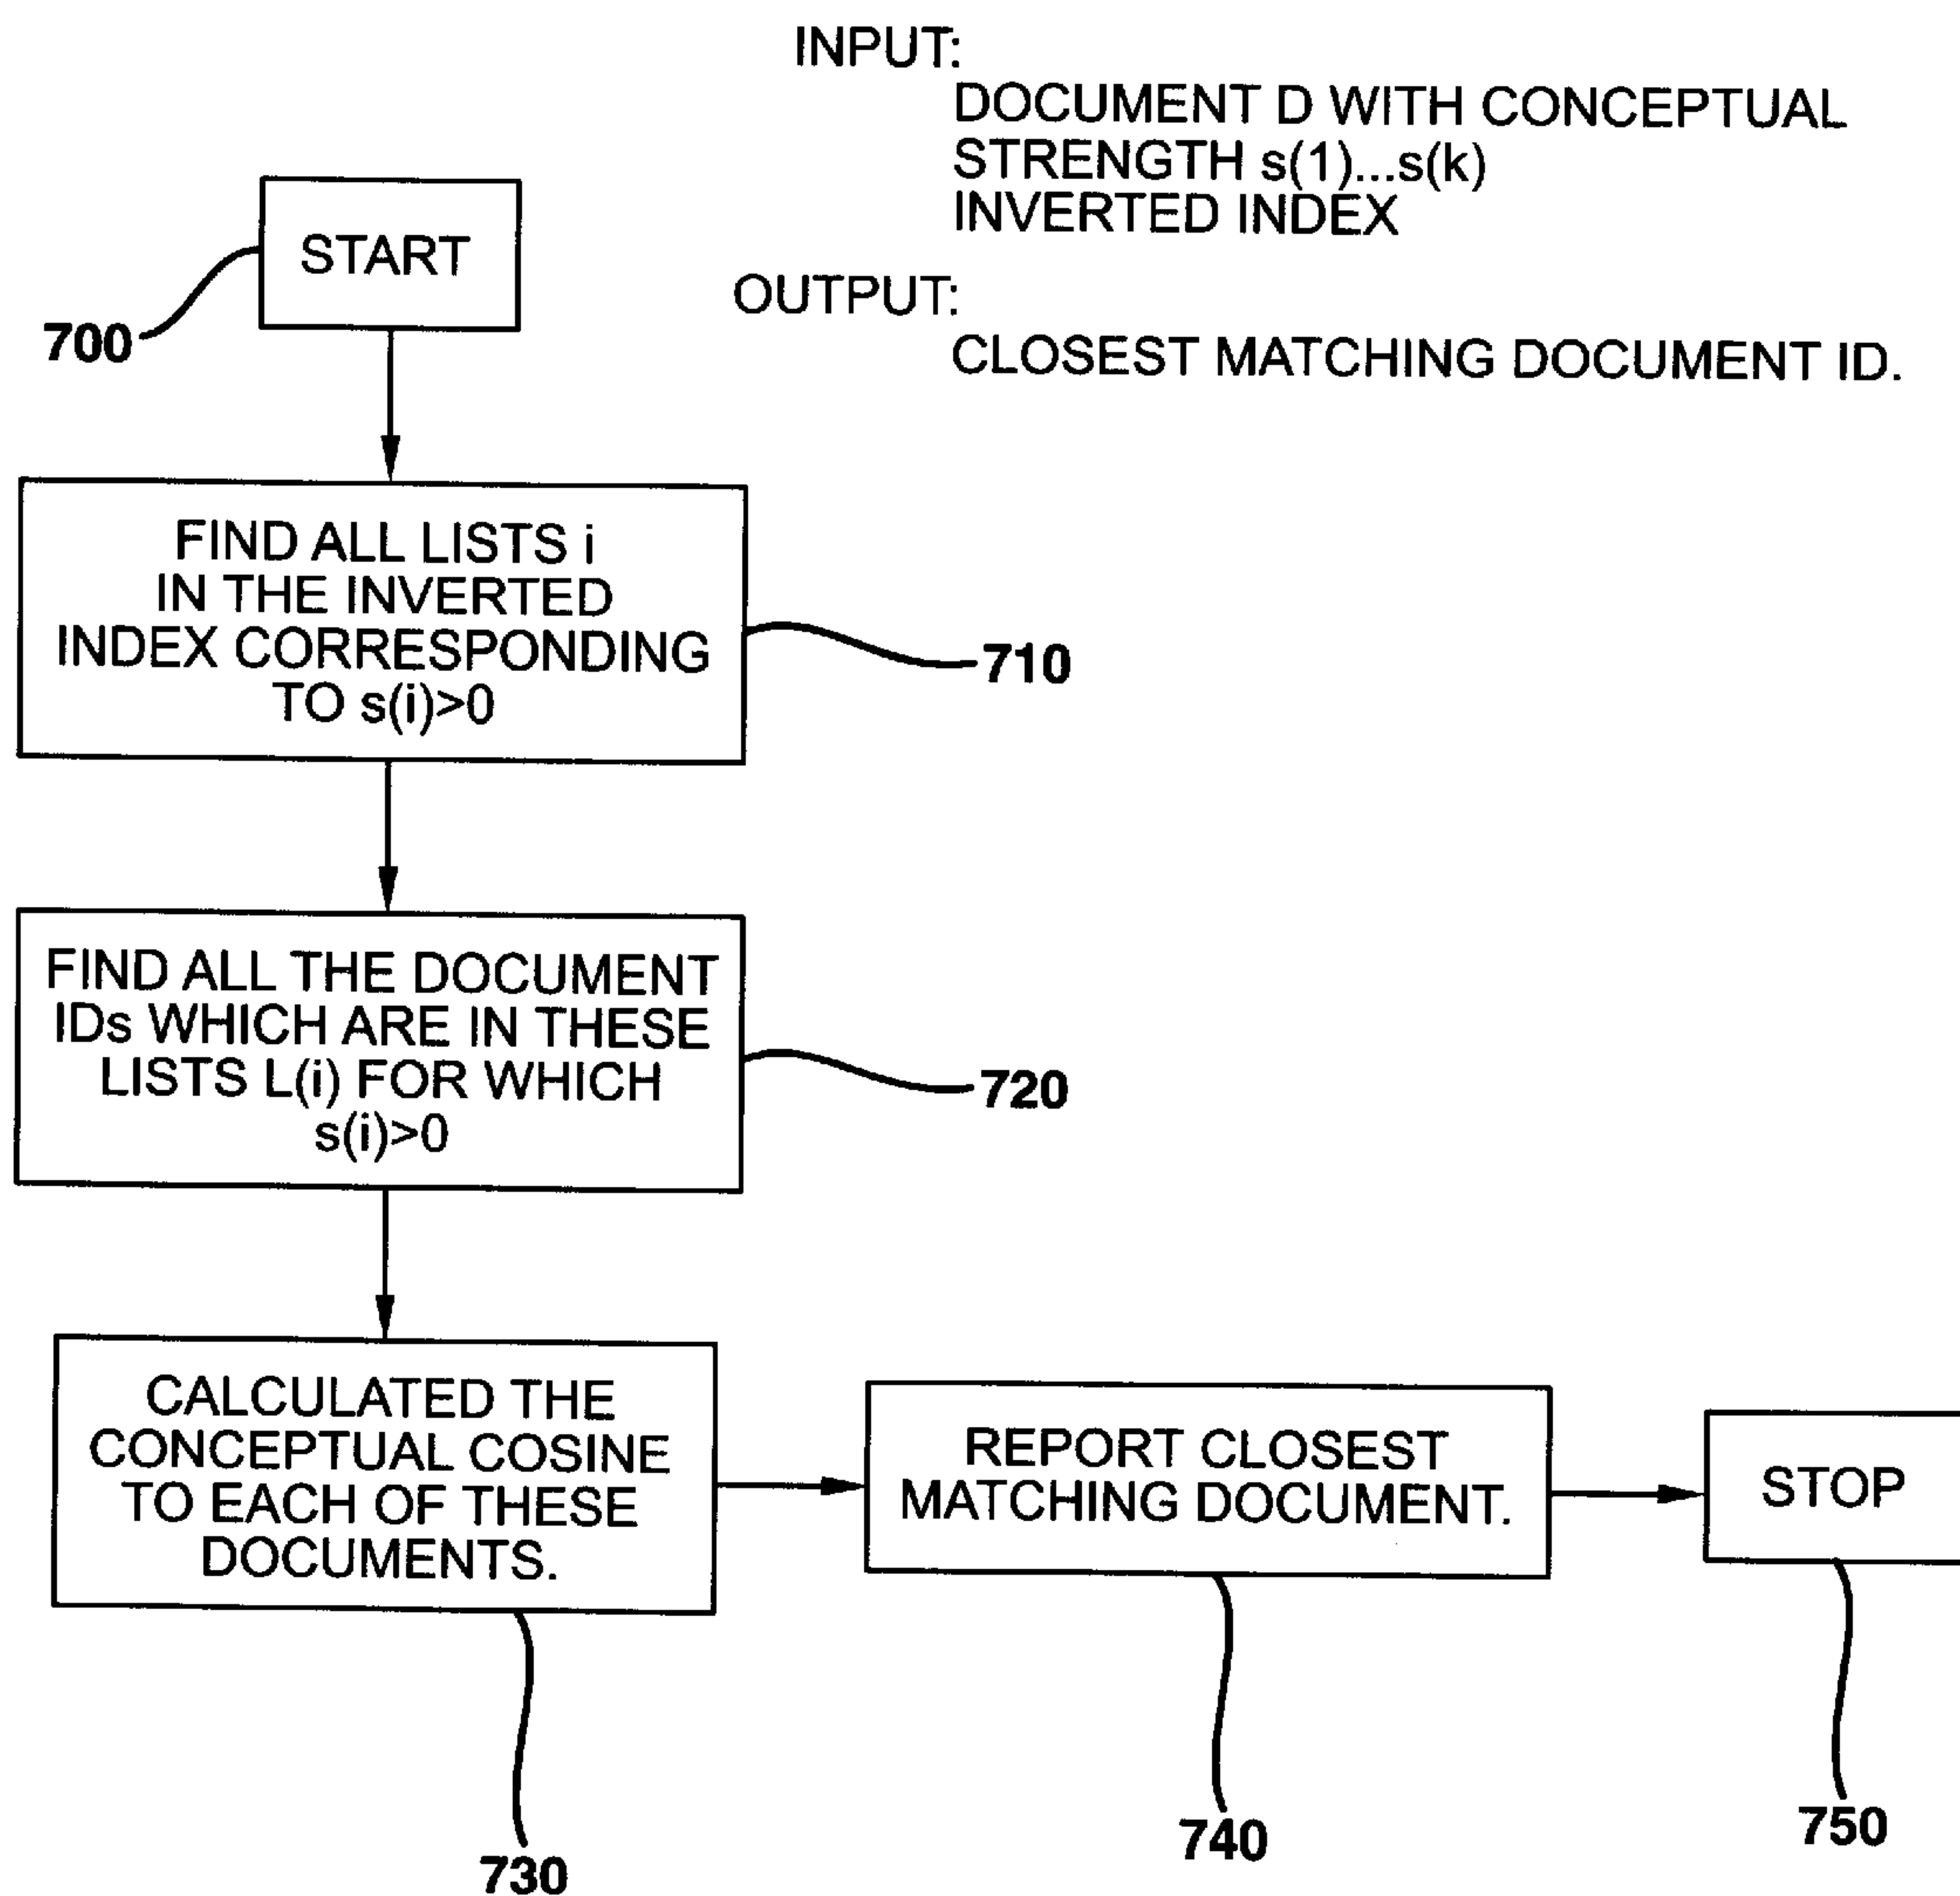 INPUT:
DOCUMENT D WITH CONCEPTUAL
STRENGTH s(1)...s(k)
INVERTED INDEX
OUTPUT:
CLOSEST MATCHING DOCUMENT ID.
START
700
FIND ALL LISTS i
IN THE INVERTED
INDEX CORRESPONDING
TO s(i)>0
710
FIND ALL THE DOCUMENT
IDs WHICH ARE IN THESE
LISTS L(i) FOR WHICH
s(i)>0
720
CALCULATED THE
CONCEPTUAL COSINE
TO EACH OF THESE
DOCUMENTS.
730
REPORT CLOSEST
MATCHING DOCUMENT.
740
STOP
750